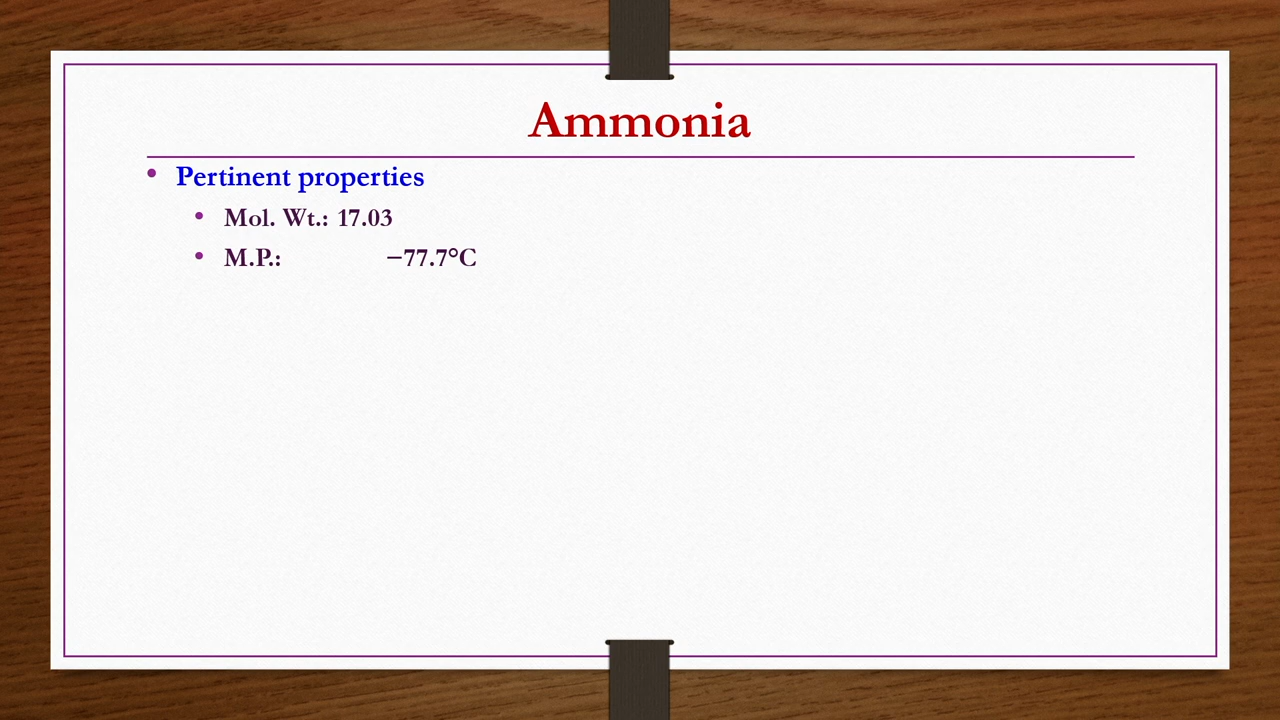 Ammonia
• Pertinent properties
• Mol. Wt.: 17.03
• M.P.: −77.7°C